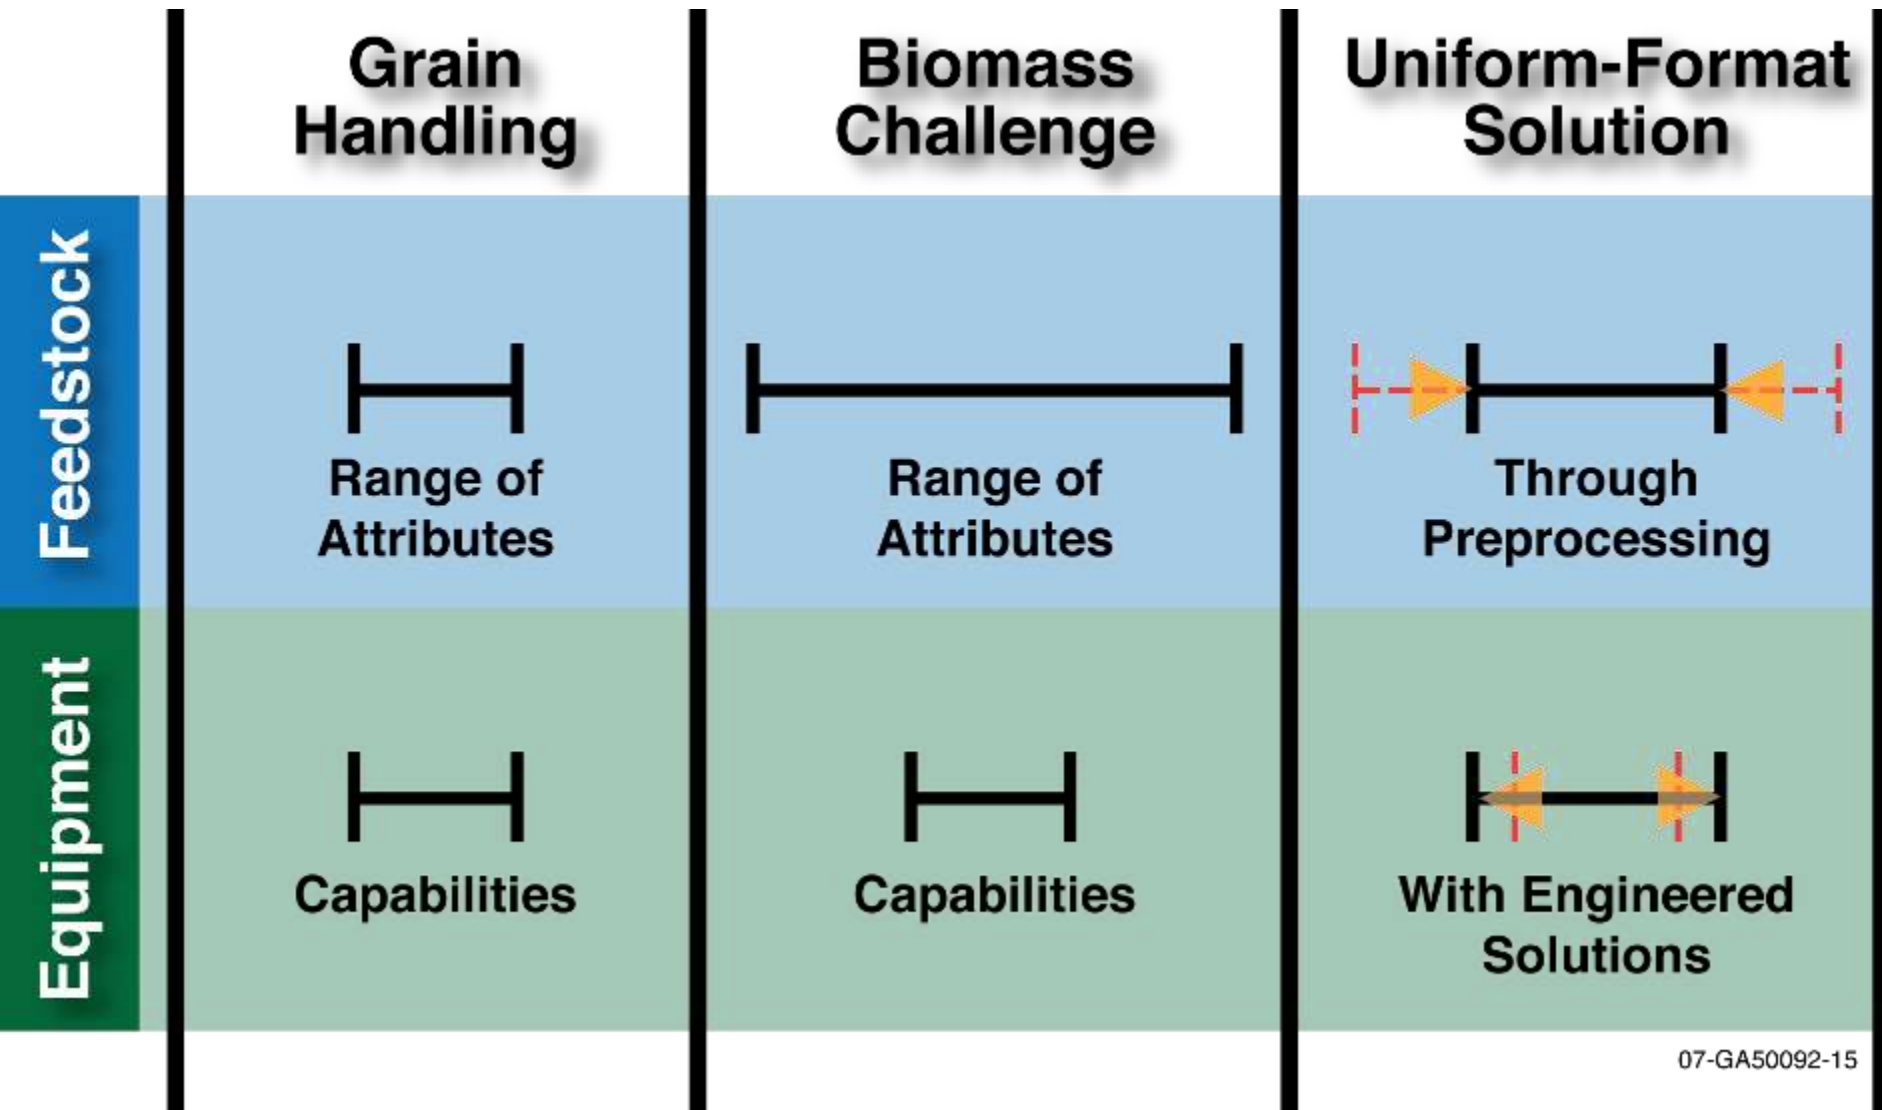 Grain
Handling
Biomass
Challenge
Uniform-Format
Solution
Feedstock
Range of
Attributes
Range of
Attributes
Through
Preprocessing
Equipment
Capabilities
Capabilities
With Engineered
Solutions
07-GA50092-15